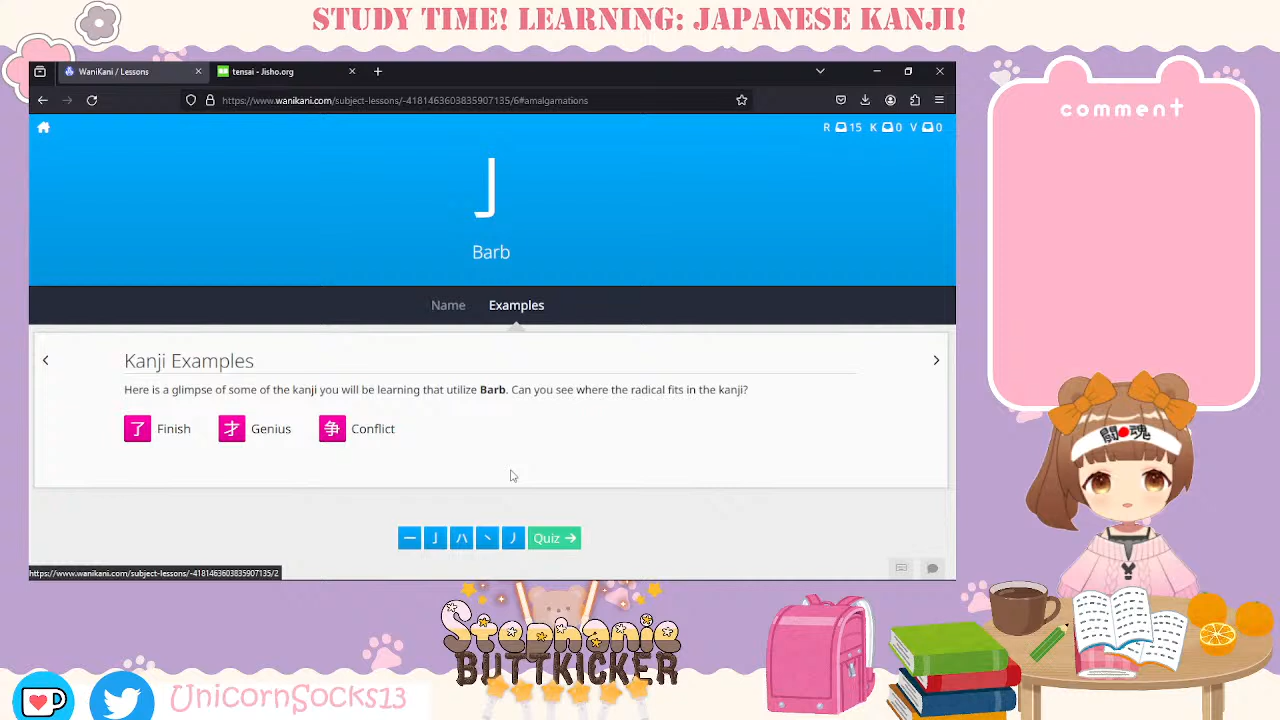 STUDY TIME! LEARNING: JAPANESE KANJI!
WaniKani / Lessons
tensai - Jisho.org
https://www.wanikani.com/subject-lessons/-4181463603835907135/6#amalgamations
R 15 K 0 V 0
亅
Barb
Name Examples
Kanji Examples
Here is a glimpse of some of the kanji you will be learning that utilize Barb. Can you see where the radical fits in the kanji?
了 Finish 才 Genius 争 Conflict
一 亅 ハ 丶 丿 Quiz →
https://www.wanikani.com/subject-lessons/-4181463603835907135/2
comment
闘魂
Stephanie
BUTTKICKER
UnicornSocks13